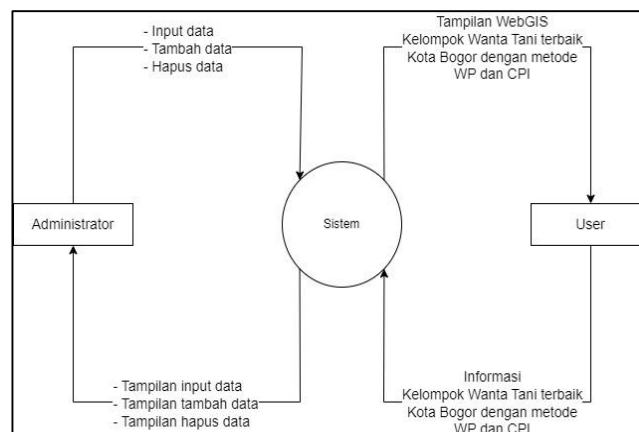 - Input data
- Tambah data
- Hapus data
Tampilan WebGIS
Kelompok Wanta Tani terbaik
Kota Bogor dengan metode
WP dan CPI
Administrator
Sistem
User
- Tampilan input data
- Tampilan tambah data
- Tampilan hapus data
Informasi
Kelompok Wanta Tani terbaik
Kota Bogor dengan metode
WP dan CPI